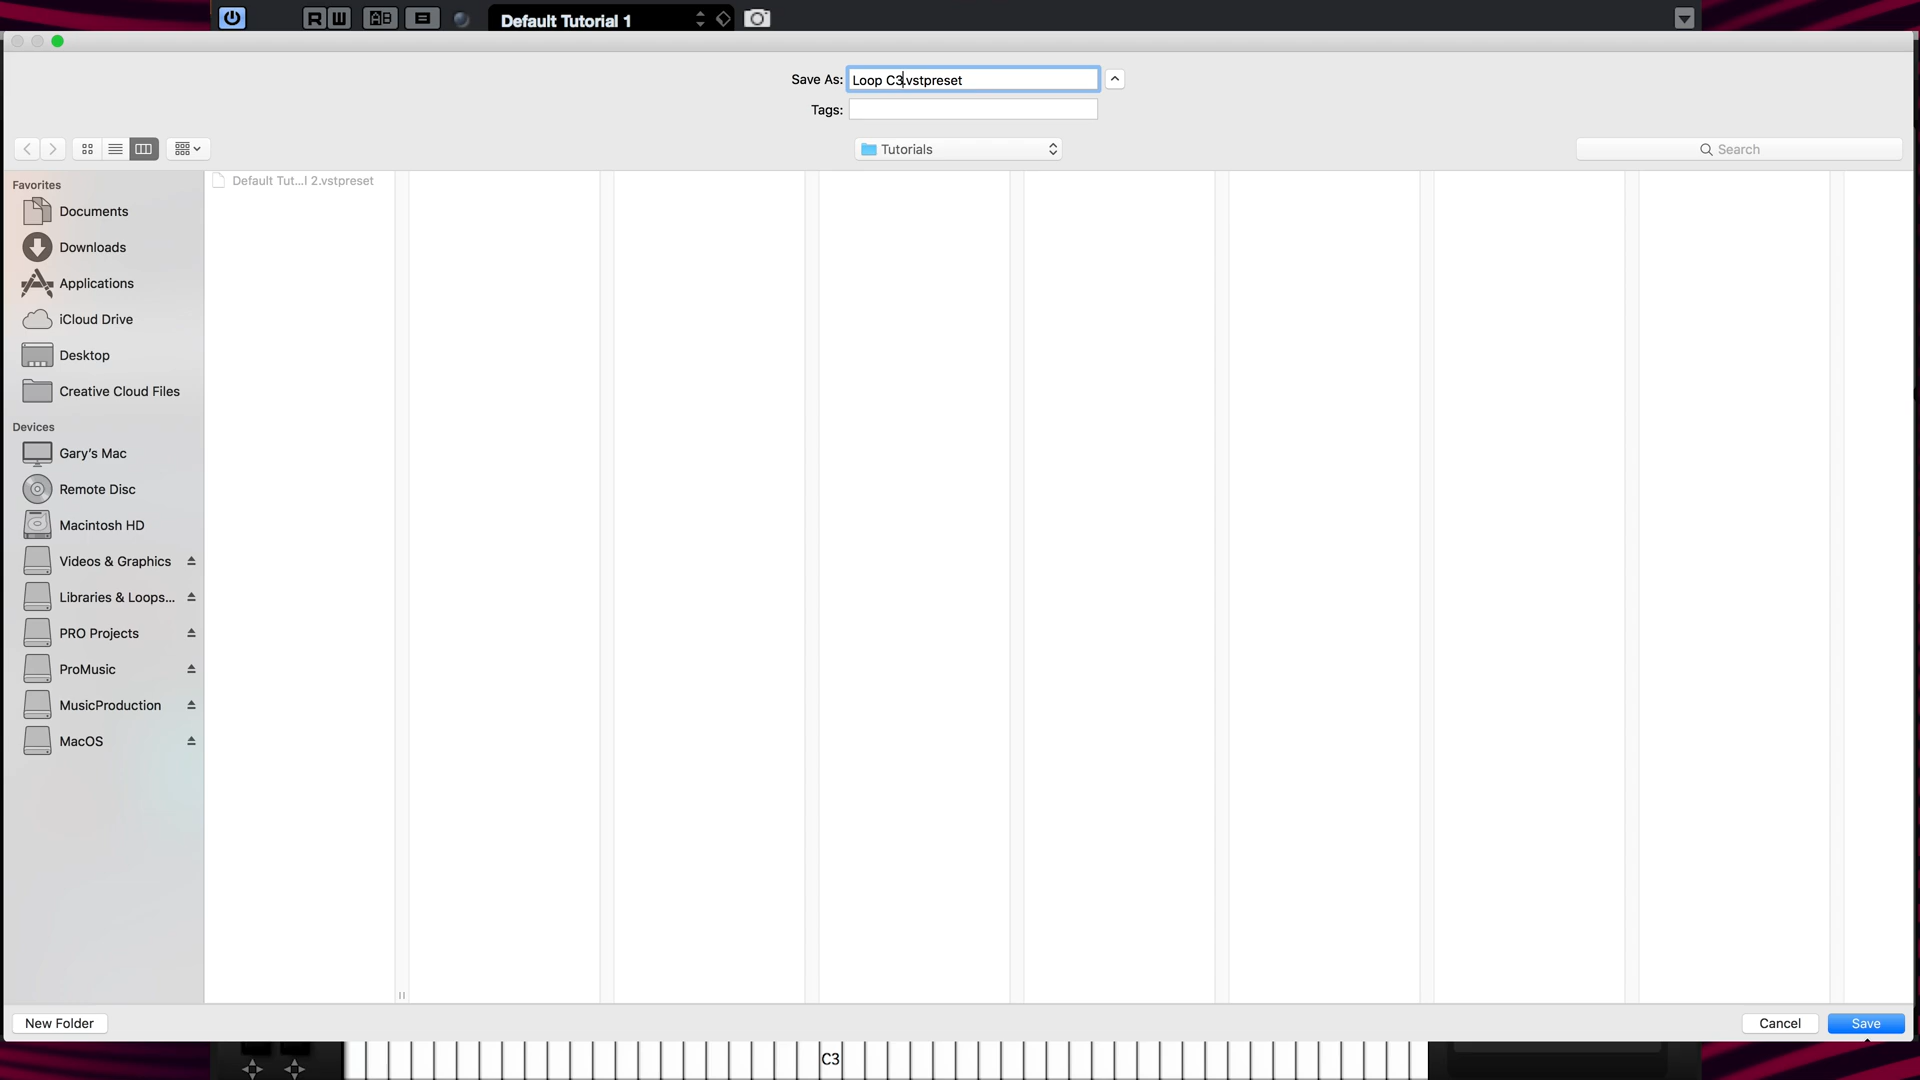 R W AB Default Tutorial 1
Save As: Loop C3.vstpreset
Tags:
Tutorials
Search
Favorites
Default Tut...l 2.vstpreset
Documents
Downloads
Applications
iCloud Drive
Desktop
Creative Cloud Files
Devices
Gary’s Mac
Remote Disc
Macintosh HD
Videos & Graphics
Libraries & Loops...
PRO Projects
ProMusic
MusicProduction
MacOS
New Folder
Cancel
Save
C3